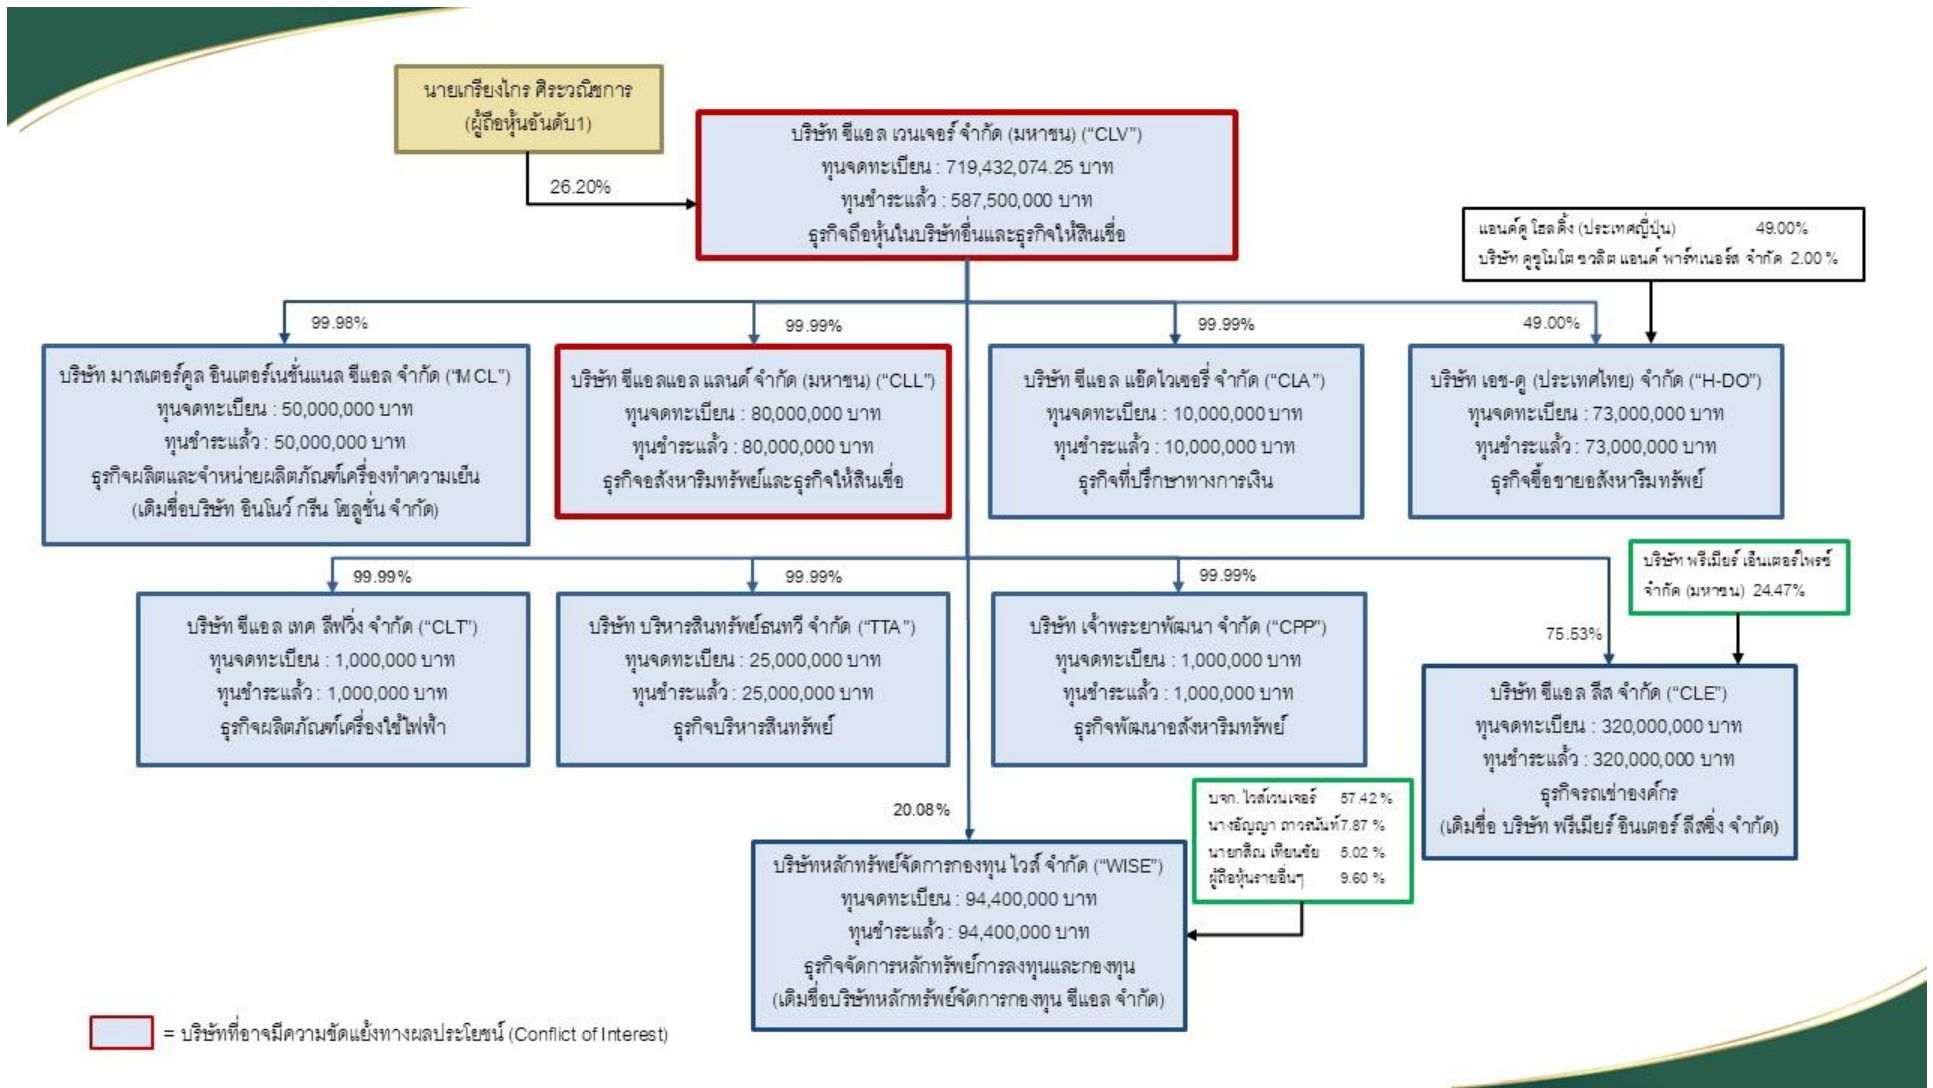 นายเกรียงไกร ศิระวณิชการ
(ผู้ถือหุ้นอันดับ1)
26.20%
บริษัท ซีแอล เวนเจอร์ จำกัด (มหาชน) (“CLV”)
ทุนจดทะเบียน : 719,432,074.25 บาท
ทุนชำระแล้ว : 587,500,000 บาท
ธุรกิจถือหุ้นในบริษัทอื่นและธุรกิจให้สินเชื่อ
แอนด์ดู โฮลดิ้ง (ประเทศญี่ปุ่น) 49.00%
บริษัท คูซูโมโต ชวลิต แอนด์ พาร์ทเนอร์ส จำกัด 2.00 %
99.98%
99.99%
99.99%
49.00%
บริษัท มาสเตอร์คูล อินเตอร์เนชั่นแนล ซีแอล จำกัด (“MCL”)
ทุนจดทะเบียน : 50,000,000 บาท
ทุนชำระแล้ว : 50,000,000 บาท
ธุรกิจผลิตและจำหน่ายผลิตภัณฑ์เครื่องทำความเย็น
(เดิมชื่อบริษัท อินโนว์ กรีน โซลูชั่น จำกัด)
บริษัท ซีแอลแอล แลนด์ จำกัด (มหาชน) (“CLL”)
ทุนจดทะเบียน : 80,000,000 บาท
ทุนชำระแล้ว : 80,000,000 บาท
ธุรกิจอสังหาริมทรัพย์และธุรกิจให้สินเชื่อ
บริษัท ซีแอล แอ๊ดไวเซอรี่ จำกัด (“CLA”)
ทุนจดทะเบียน : 10,000,000 บาท
ทุนชำระแล้ว : 10,000,000 บาท
ธุรกิจที่ปรึกษาทางการเงิน
บริษัท เอช-ดู (ประเทศไทย) จำกัด (“H-DO”)
ทุนจดทะเบียน : 73,000,000 บาท
ทุนชำระแล้ว : 73,000,000 บาท
ธุรกิจซื้อขายอสังหาริมทรัพย์
บริษัท พรีเมียร์ เอ็นเตอร์ไพรซ์
จำกัด (มหาชน) 24.47%
99.99%
99.99%
99.99%
75.53%
บริษัท ซีแอล เทค ลีฟวิ่ง จำกัด (“CLT”)
ทุนจดทะเบียน : 1,000,000 บาท
ทุนชำระแล้ว : 1,000,000 บาท
ธุรกิจผลิตภัณฑ์เครื่องใช้ไฟฟ้า
บริษัท บริหารสินทรัพย์ธนทวี จำกัด (“TTA”)
ทุนจดทะเบียน : 25,000,000 บาท
ทุนชำระแล้ว : 25,000,000 บาท
ธุรกิจบริหารสินทรัพย์
บริษัท เจ้าพระยาพัฒนา จำกัด (“CPP”)
ทุนจดทะเบียน : 1,000,000 บาท
ทุนชำระแล้ว : 1,000,000 บาท
ธุรกิจพัฒนาอสังหาริมทรัพย์
บริษัท ซีแอล ลีส จำกัด (“CLE”)
ทุนจดทะเบียน : 320,000,000 บาท
ทุนชำระแล้ว : 320,000,000 บาท
ธุรกิจรถเช่าองค์กร
(เดิมชื่อ บริษัท พรีเมียร์ อินเตอร์ ลีสซิ่ง จำกัด)
20.08%
บจก. ไวส์เวนเจอร์ 57.42 %
นางอัญญา ถาวรนันท์ 7.87 %
นายกสิณ เทียนชัย 5.02 %
ผู้ถือหุ้นรายอื่นๆ 9.60 %
บริษัทหลักทรัพย์จัดการกองทุน ไวส์ จำกัด (“WISE”)
ทุนจดทะเบียน : 94,400,000 บาท
ทุนชำระแล้ว : 94,400,000 บาท
ธุรกิจจัดการหลักทรัพย์การลงทุนและกองทุน
(เดิมชื่อบริษัทหลักทรัพย์จัดการกองทุน ซีแอล จำกัด)
= บริษัทที่อาจมีความขัดแย้งทางผลประโยชน์ (Conflict of Interest)